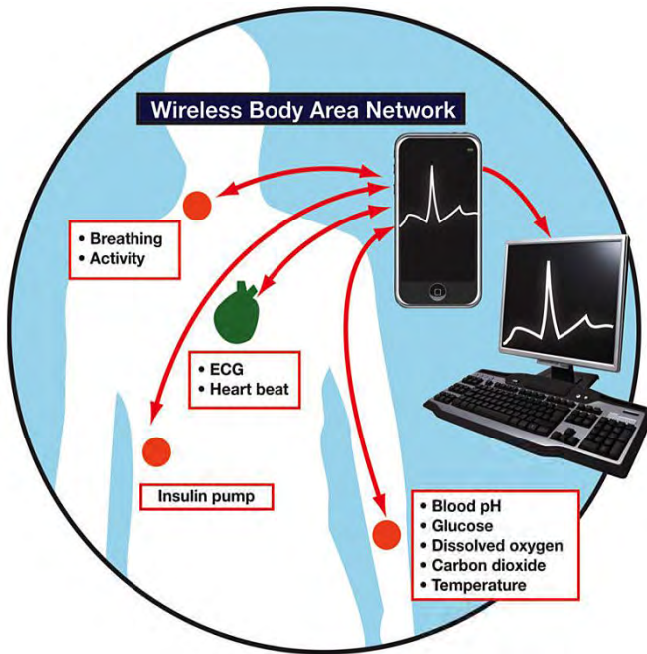 Wireless Body Area Network
• Breathing
• Activity
• ECG
• Heart beat
Insulin pump
• Blood pH
• Glucose
• Dissolved oxygen
• Carbon dioxide
• Temperature